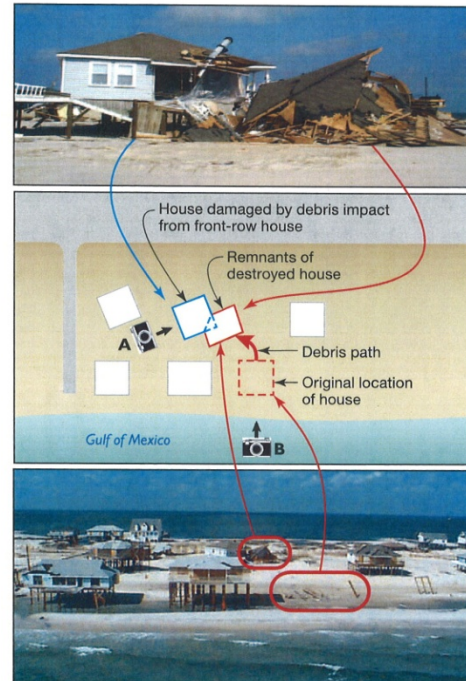 House damaged by debris impact
from front-row house
Remnants of
destroyed house
A
Debris path
Original location
of house
Gulf of Mexico
B